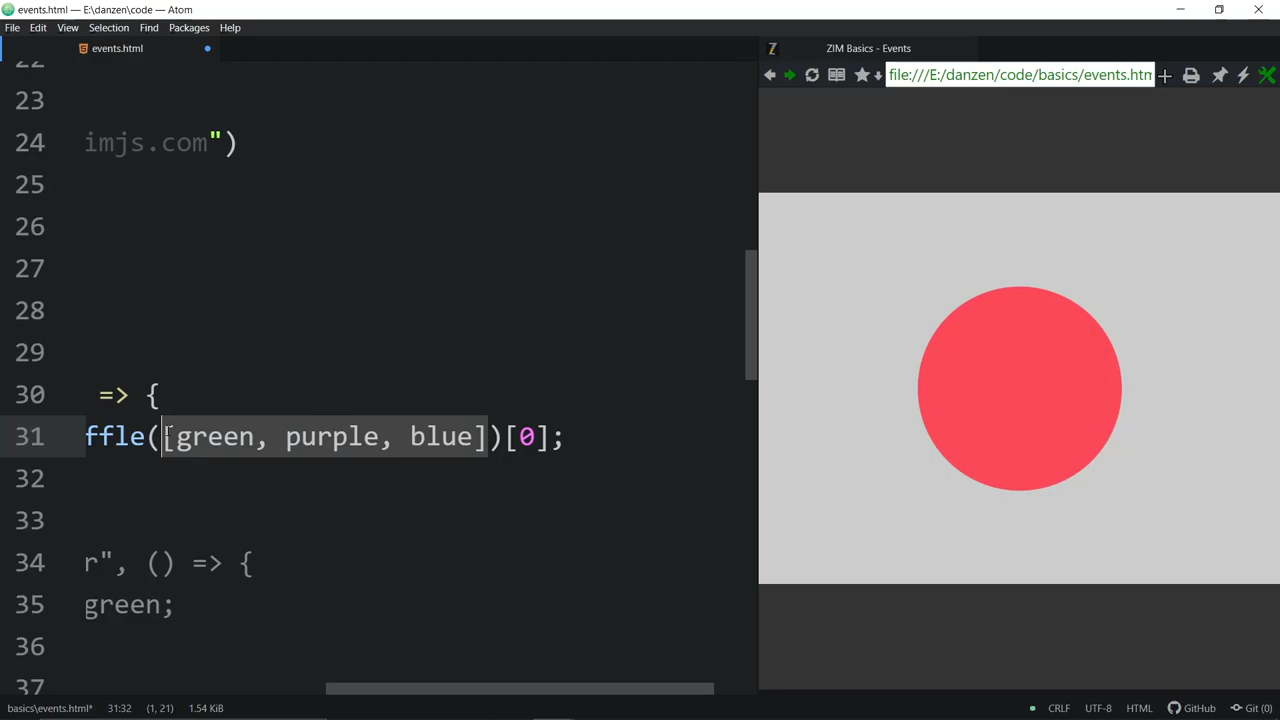 events.html — E:\danzen\code — Atom
File Edit View Selection Find Packages Help
events.html
ZIM Basics - Events
file:///E:/danzen/code/basics/events.htm
22
23
24 imjs.com")
25
26
27
28
29
30 => {
31 ffle([green, purple, blue])[0];
32
33
34 r", () => {
35 green;
36
37
basics\events.html* 31:32 (1, 21) 1.54 KiB CRLF UTF-8 HTML GitHub Git (0)